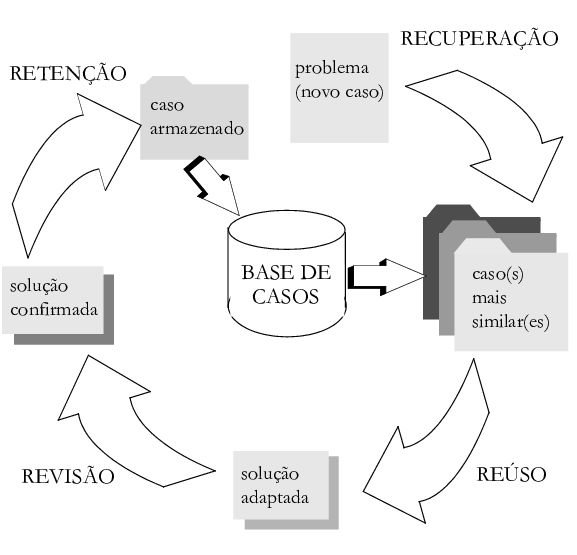 RECUPERAÇÃO
problema
(novo caso)
RETENÇÃO
caso
armazenado
BASE DE
CASOS
caso(s)
mais
similar(es)
solução
confirmada
REÚSO
solução
adaptada
REVISÃO